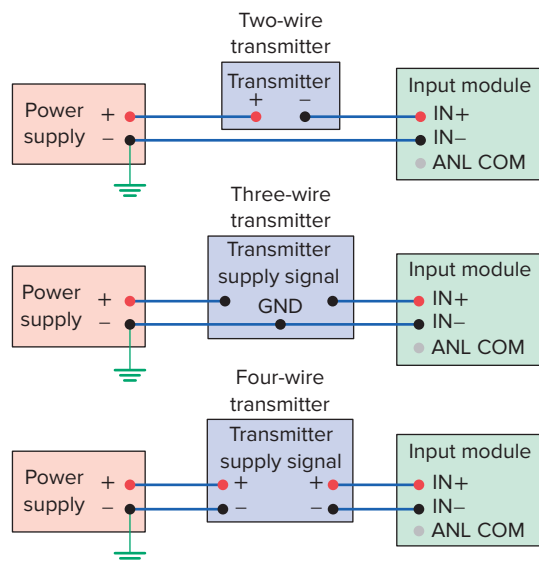 Two-wire
transmitter
Power
supply
+
−
Transmitter
+ −
Input module
IN+
IN−
ANL COM
Three-wire
transmitter
Power
supply
+
−
Transmitter
supply signal
GND
Input module
IN+
IN−
ANL COM
Four-wire
transmitter
Power
supply
+
−
Transmitter
supply signal
+ +
− −
Input module
IN+
IN−
ANL COM